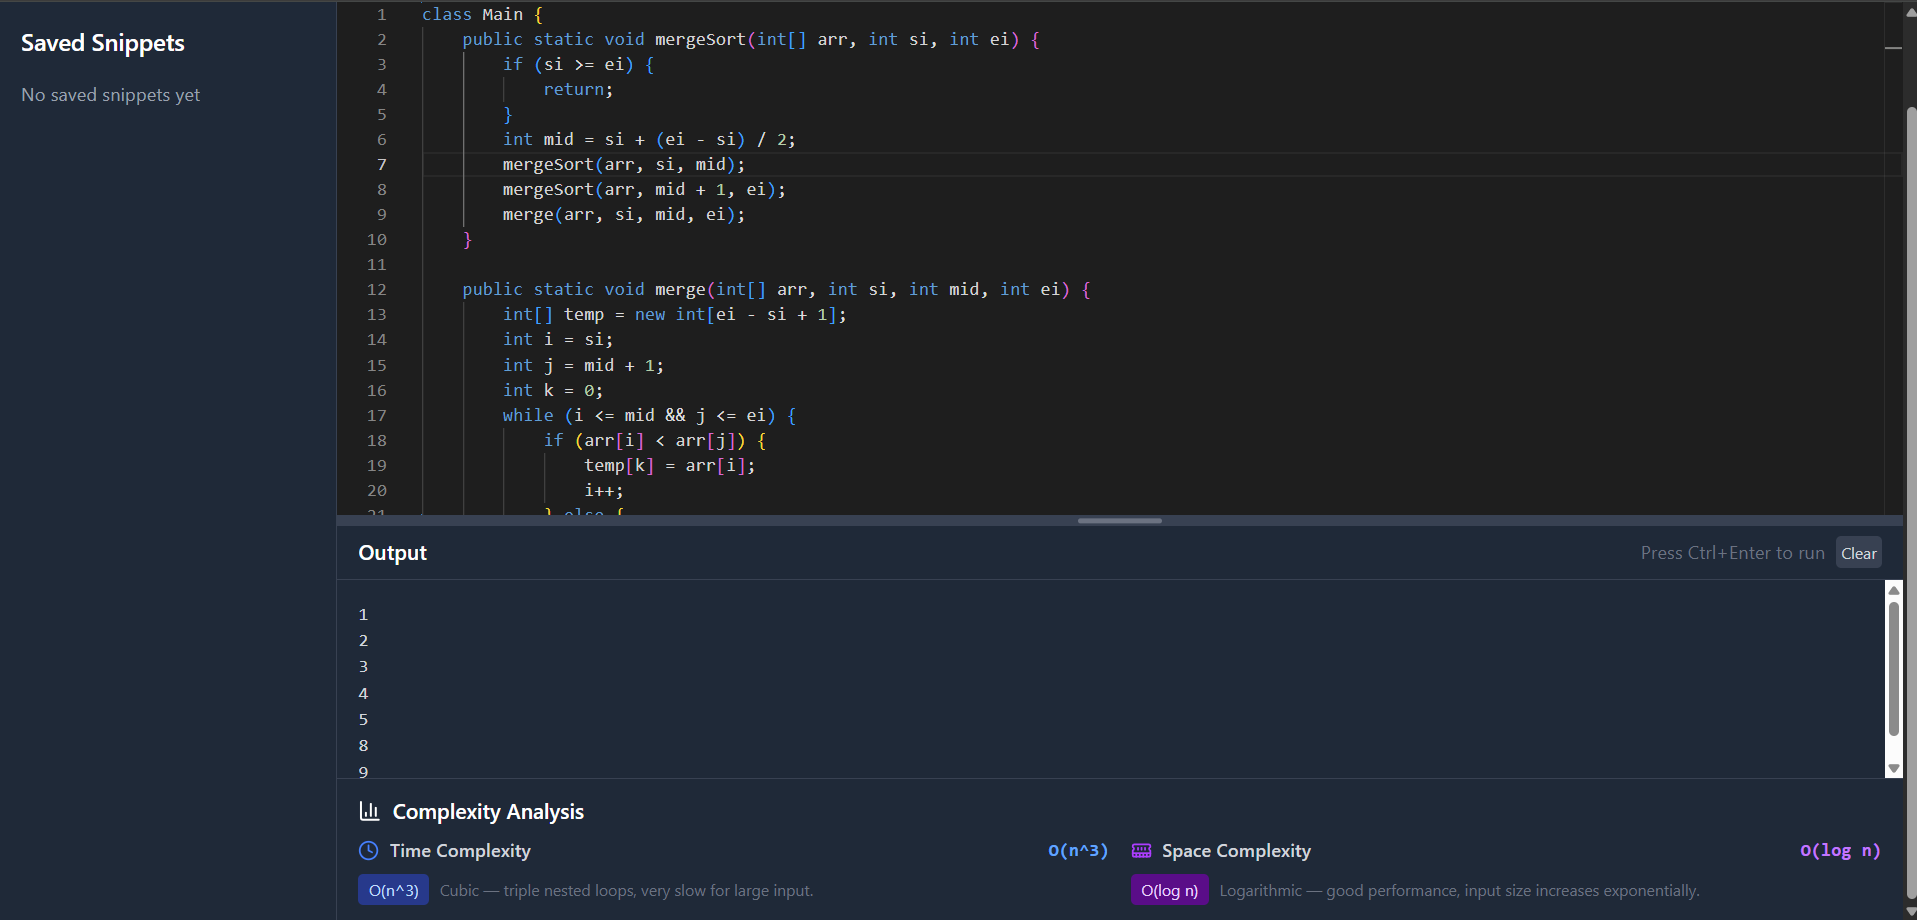 Saved Snippets
No saved snippets yet
1 class Main {
2 public static void mergeSort(int[] arr, int si, int ei) {
3 if (si >= ei) {
4 return;
5 }
6 int mid = si + (ei - si) / 2;
7 mergeSort(arr, si, mid);
8 mergeSort(arr, mid + 1, ei);
9 merge(arr, si, mid, ei);
10 }
11
12 public static void merge(int[] arr, int si, int mid, int ei) {
13 int[] temp = new int[ei - si + 1];
14 int i = si;
15 int j = mid + 1;
16 int k = 0;
17 while (i <= mid && j <= ei) {
18 if (arr[i] < arr[j]) {
19 temp[k] = arr[i];
20 i++;
21 } else {
Output
Press Ctrl+Enter to run Clear
1
2
3
4
5
8
9
Complexity Analysis
Time Complexity O(n^3)
O(n^3) Cubic — triple nested loops, very slow for large input.
Space Complexity O(log n)
O(log n) Logarithmic — good performance, input size increases exponentially.